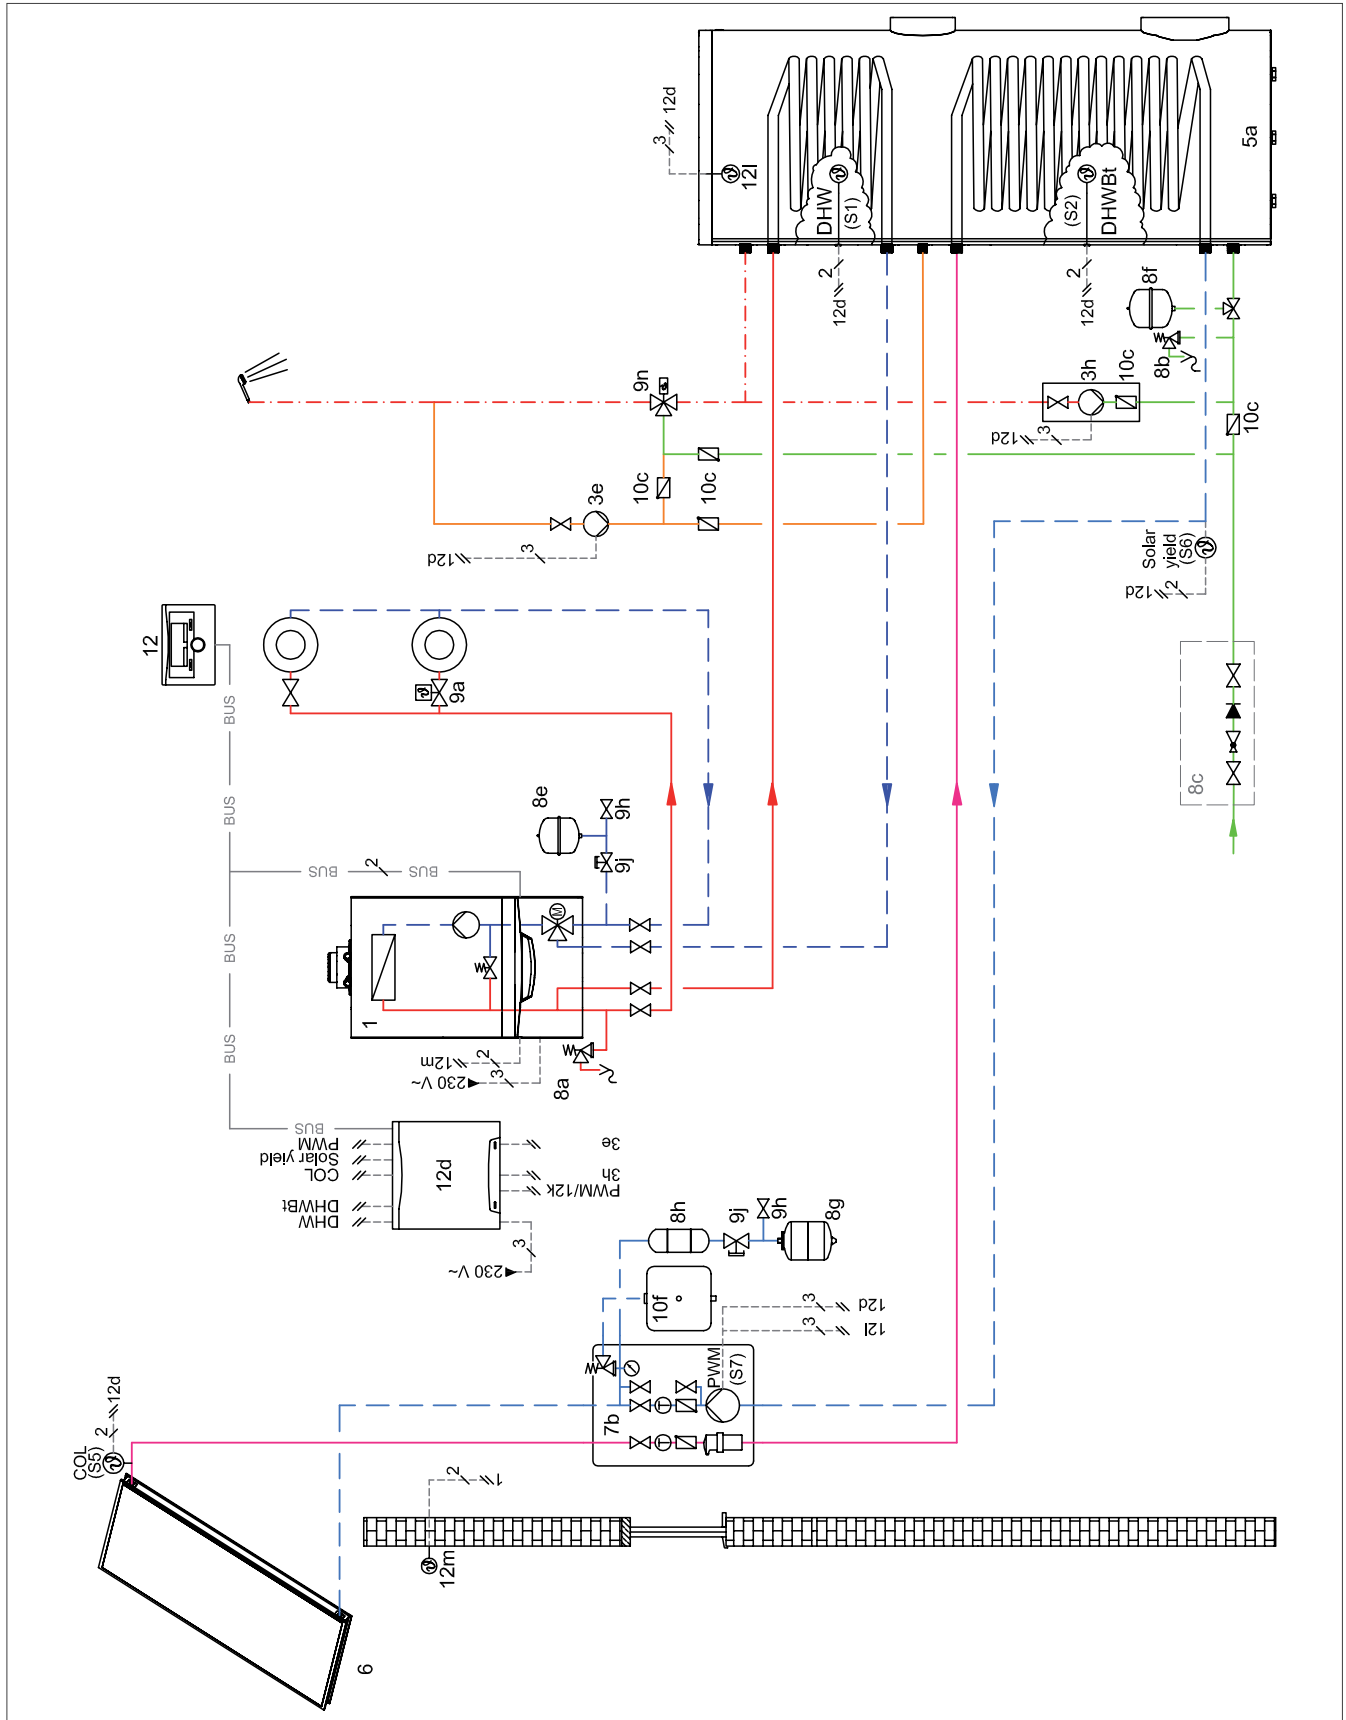 COL
(S5)
2
12d
12
BUS
BUS
BUS
BUS
BUS
BUS
2
BUS
DHW
DHWBt
COL
Solar yield
PWM
6
1
12d
12m
2
1
12m
2
230 V~
3
9a
230 V~
3
PWM/12k
3h
3e
12d
3
8e
8a
3e
7b
9h
9j
10c
9n
10f
8h
3
12d
12l
PWM
(S7)
3
12d
3
12l
9j
9h
8g
10c
12l
DHW
(S1)
2
12d
12d
3
3h
10c
S2
(S2)
DHWBt
2
12d
8b
8f
Solar
yield
(S6)
12d
2
8c
10c
5a